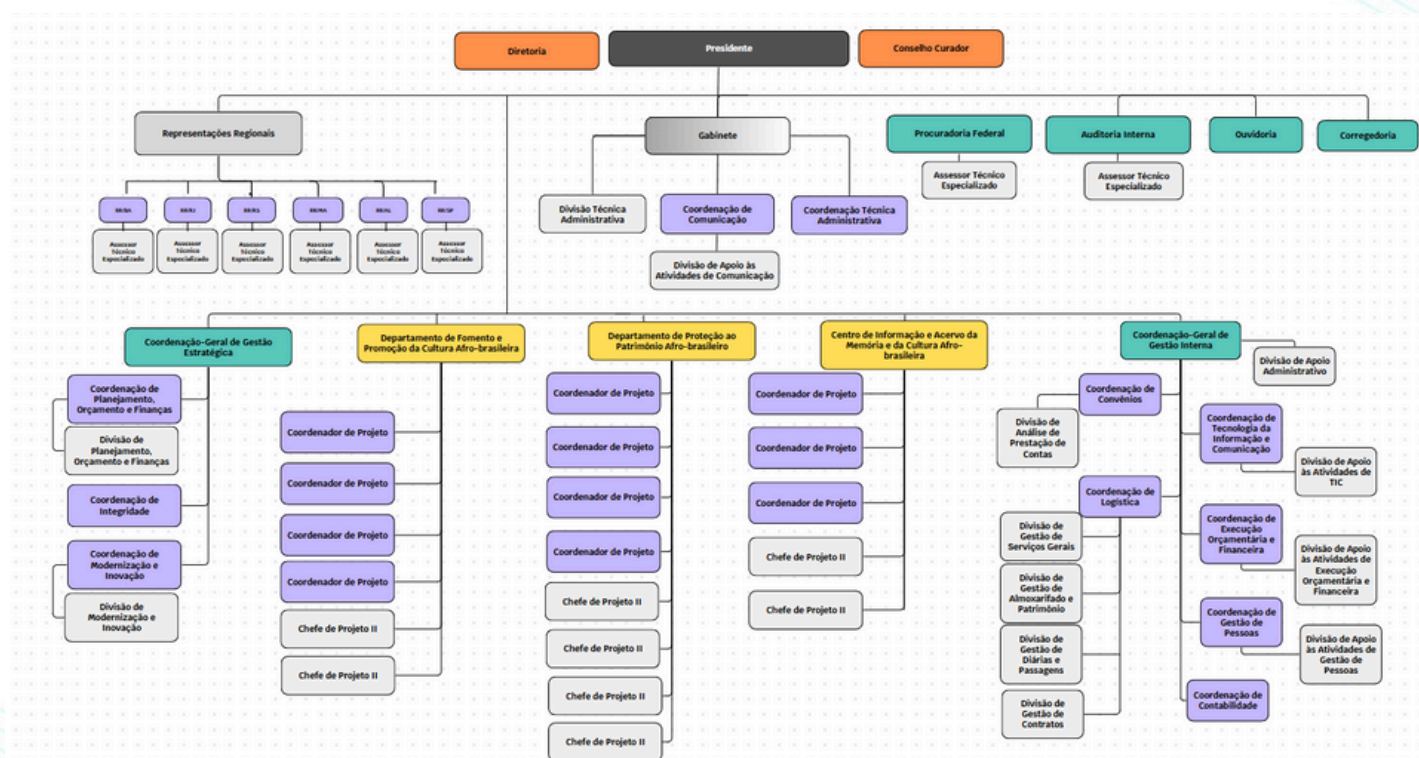 Diretoria
Presidente
Conselho Curador
Representações Regionais
Gabinete
Procuradoria Federal
Auditoria Interna
Ouvidoria
Corregedoria
Assessor Técnico
Especializado
Assessor Técnico
Especializado
RR/BA
RR/RJ
RR/RS
RR/MA
RR/AL
RR/SP
Assessor
Técnico
Especializado
Assessor
Técnico
Especializado
Assessor
Técnico
Especializado
Assessor
Técnico
Especializado
Assessor
Técnico
Especializado
Assessor
Técnico
Especializado
Divisão Técnica
Administrativa
Coordenação de
Comunicação
Coordenação Técnica
Administrativa
Divisão de Apoio às
Atividades de Comunicação
Coordenação-Geral de Gestão
Estratégica
Coordenação de
Planejamento,
Orçamento e Finanças
Divisão de
Planejamento,
Orçamento e Finanças
Coordenação de
Integridade
Coordenação de
Modernização e
Inovação
Divisão de
Modernização e
Inovação
Departamento de Fomento e
Promoção da Cultura Afro-brasileira
Coordenador de Projeto
Coordenador de Projeto
Coordenador de Projeto
Coordenador de Projeto
Chefe de Projeto II
Chefe de Projeto II
Departamento de Proteção ao
Patrimônio Afro-brasileiro
Coordenador de Projeto
Coordenador de Projeto
Coordenador de Projeto
Coordenador de Projeto
Chefe de Projeto II
Chefe de Projeto II
Chefe de Projeto II
Chefe de Projeto II
Centro de Informação e Acervo da
Memória e da Cultura Afro-
brasileira
Coordenador de Projeto
Coordenador de Projeto
Coordenador de Projeto
Chefe de Projeto II
Chefe de Projeto II
Coordenação-Geral de
Gestão Interna
Divisão de Apoio
Administrativo
Coordenação de
Convênios
Divisão de
Análise de
Prestação de
Contas
Coordenação de
Logística
Divisão de
Gestão de
Serviços Gerais
Divisão de
Gestão de
Almoxarifado e
Patrimônio
Divisão de
Gestão de
Diárias e
Passagens
Divisão de
Gestão de
Contratos
Coordenação de
Tecnologia da
Informação e
Comunicação
Divisão de Apoio
às Atividades de
TIC
Coordenação de
Execução
Orçamentária e
Financeira
Divisão de Apoio
às Atividades de
Execução
Orçamentária e
Financeira
Coordenação de
Gestão de
Pessoas
Divisão de Apoio
às Atividades de
Gestão de
Pessoas
Coordenação de
Contabilidade